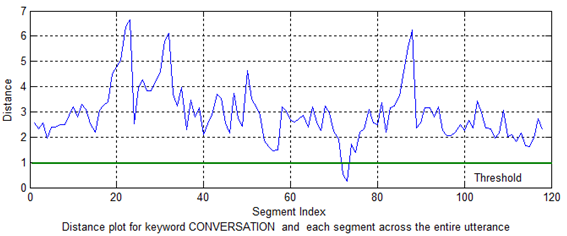 7
6
5
4
3
2
1
0
Distance
Threshold
0 20 40 60 80 100 120
Segment Index
Distance plot for keyword CONVERSATION and each segment across the entire utterance